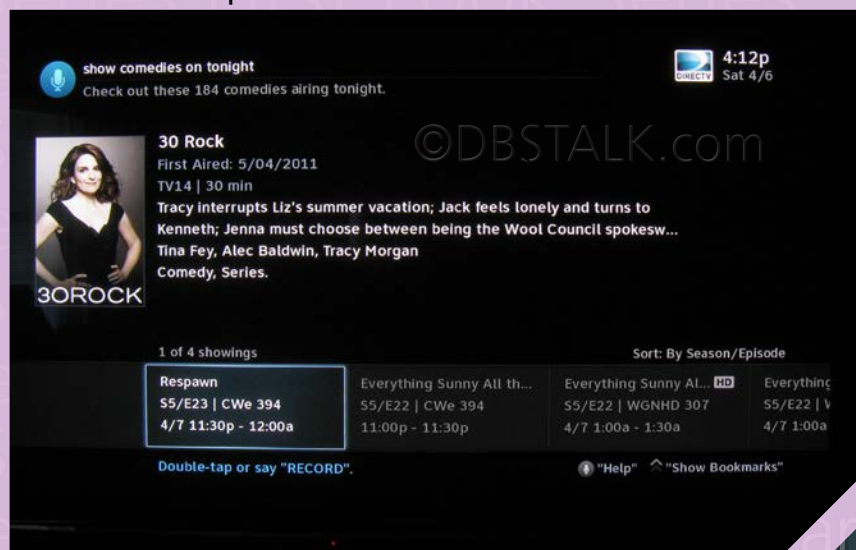 show comedies on tonight
Check out these 184 comedies airing tonight.
DIRECTV
4:12p
Sat 4/6
©DBSTALK.com
30 Rock
First Aired: 5/04/2011
TV14 | 30 min
Tracy interrupts Liz's summer vacation; Jack feels lonely and turns to
Kenneth; Jenna must choose between being the Wool Council spokesw...
Tina Fey, Alec Baldwin, Tracy Morgan
Comedy, Series.
30ROCK
1 of 4 showings
Sort: By Season/Episode
Respawn
S5/E23 | CWe 394
4/7 11:30p - 12:00a
Everything Sunny All th...
S5/E22 | CWe 394
11:00p - 11:30p
Everything Sunny Al... HD
S5/E22 | WGNHD 307
4/7 1:00a - 1:30a
Everything
S5/E22 |
4/7 1:00a
Double-tap or say "RECORD".
"Help"
"Show Bookmarks"